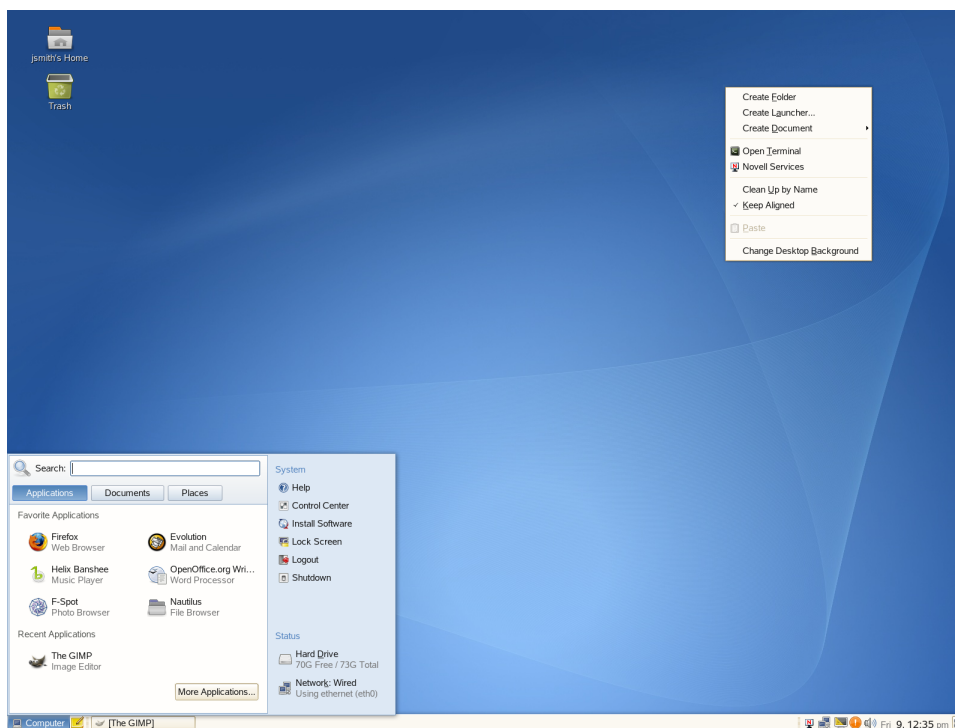 jsmith's Home
Trash
Create Folder
Create Launcher...
Create Document
Open Terminal
Novell Services
Clean Up by Name
Keep Aligned
Paste
Change Desktop Background
Search:
Applications Documents Places
Favorite Applications
Firefox
Web Browser
Evolution
Mail and Calendar
Helix Banshee
Music Player
OpenOffice.org Wri...
Word Processor
F-Spot
Photo Browser
Nautilus
File Browser
Recent Applications
The GIMP
Image Editor
More Applications...
System
Help
Control Center
Install Software
Lock Screen
Logout
Shutdown
Status
Hard Drive
70G Free / 73G Total
Network: Wired
Using ethernet (eth0)
Computer [The GIMP] Fri 9, 12:35 pm